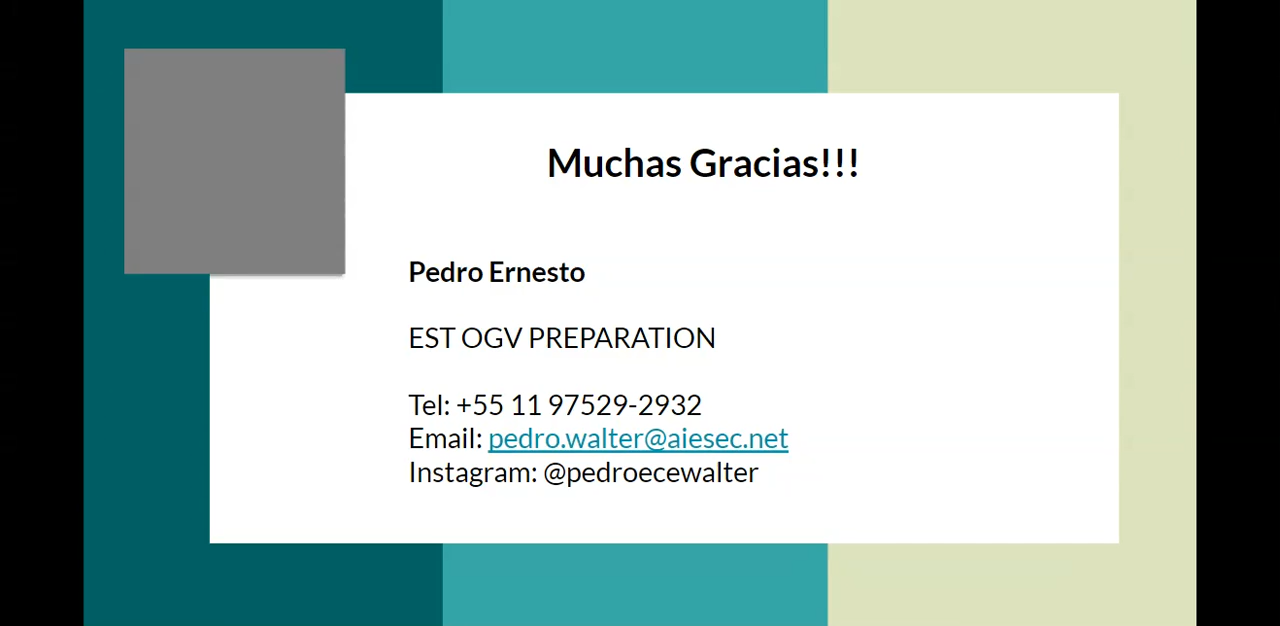 Muchas Gracias!!!
Pedro Ernesto
EST OGV PREPARATION
Tel: +55 11 97529-2932
Email: pedro.walter@aiesec.net
Instagram: @pedroecewalter